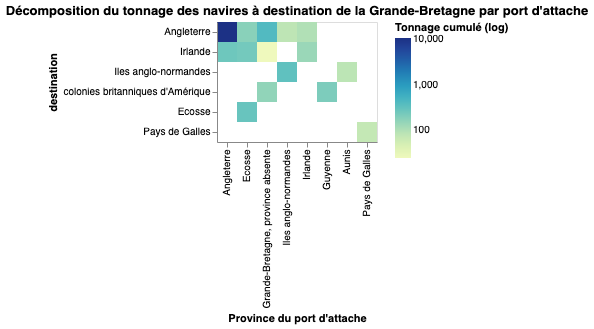 Décomposition du tonnage des navires à destination de la Grande-Bretagne par port d'attache
Tonnage cumulé (log)
10,000
1,000
100
destination
Angleterre
Irlande
Iles anglo-normandes
colonies britanniques d'Amérique
Ecosse
Pays de Galles
Angleterre
Ecosse
Grande-Bretagne, province absente
Iles anglo-normandes
Irlande
Guyenne
Aunis
Pays de Galles
Province du port d'attache